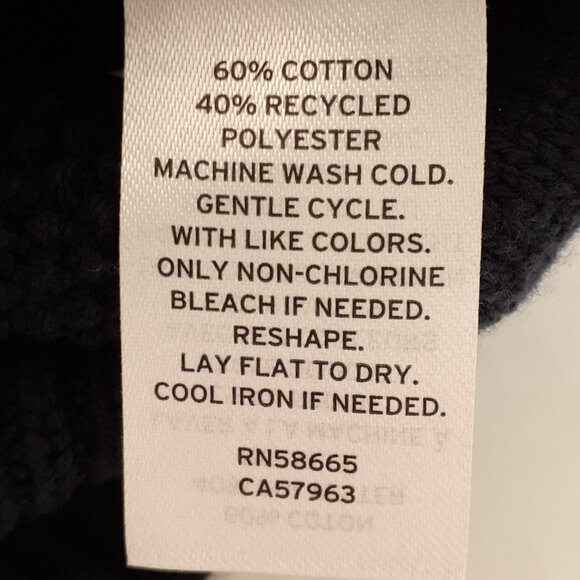 60% COTTON
40% RECYCLED
POLYESTER
MACHINE WASH COLD.
GENTLE CYCLE.
WITH LIKE COLORS.
ONLY NON-CHLORINE
BLEACH IF NEEDED.
RESHAPE.
LAY FLAT TO DRY.
COOL IRON IF NEEDED.
RN58665
CA57963